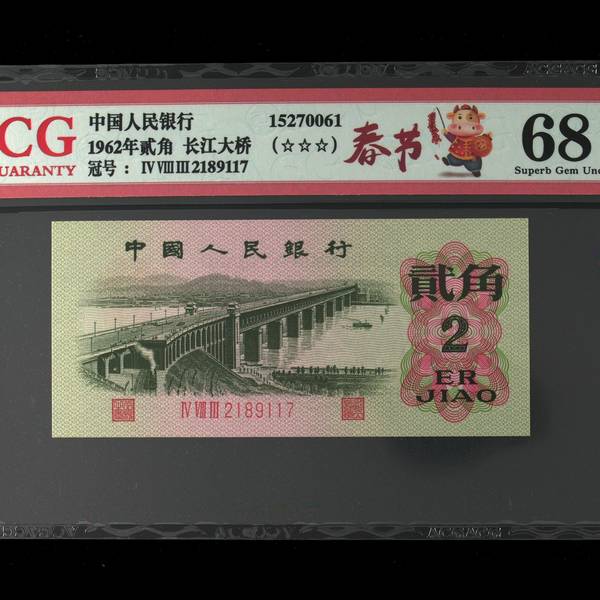 CG
UARANTY
中国人民银行
1962年贰角 长江大桥
冠号： IV VIII III 2189117
15270061
(☆☆☆)
春节
68
Superb Gem Unc
中國人民銀行
貳角
2
ER
JIAO
IV VIII III 2189117